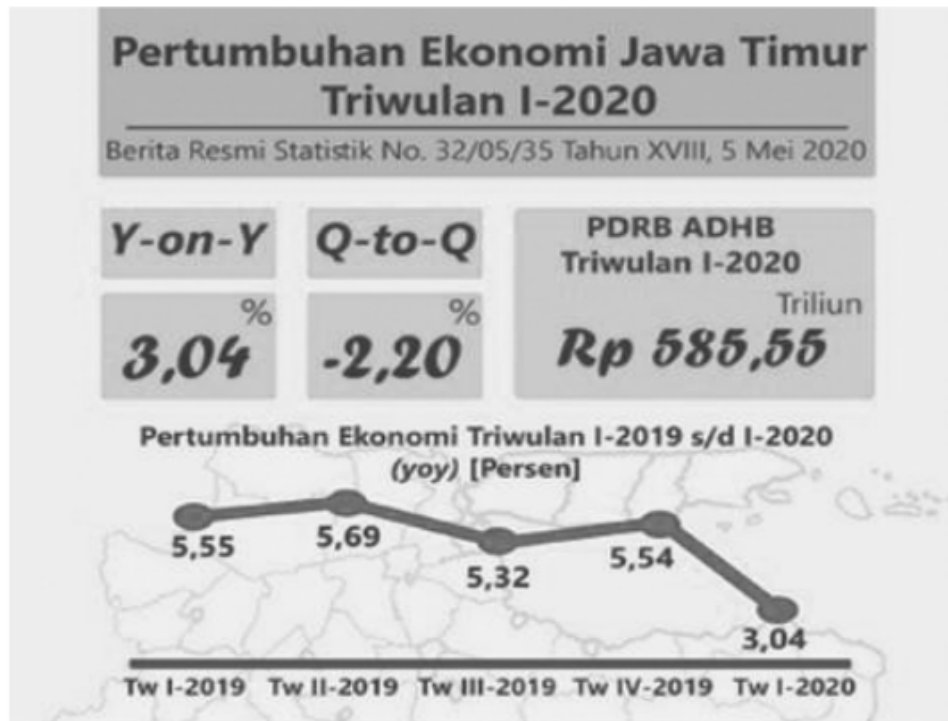 Pertumbuhan Ekonomi Jawa Timur
Triwulan I-2020
Berita Resmi Statistik No. 32/05/35 Tahun XVIII, 5 Mei 2020
Y-on-Y
%
3,04
Q-to-Q
%
-2,20
PDRB ADHB
Triwulan I-2020
Triliun
Rp 585,55
Pertumbuhan Ekonomi Triwulan I-2019 s/d I-2020
(yoy) [Persen]
5,55
5,69
5,32
5,54
3,04
Tw I-2019 Tw II-2019 Tw III-2019 Tw IV-2019 Tw I-2020